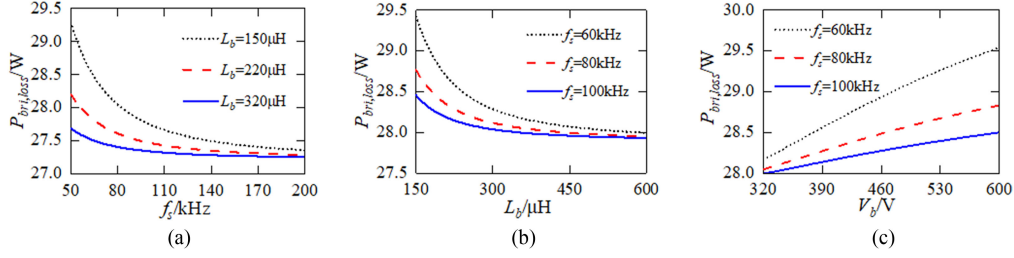 29.5
29.0
28.5
28.0
27.5
27.0
P_bri,loss/W
L_b=150μH
L_b=220μH
L_b=320μH
50 80 110 140 170 200
f_s/kHz
(a)
29.5
29.0
28.5
28.0
27.5
P_bri,loss/W
f_s=60kHz
f_s=80kHz
f_s=100kHz
150 300 450 600
L_b/μH
(b)
30.0
29.5
29.0
28.5
28.0
P_bri,loss/W
f_s=60kHz
f_s=80kHz
f_s=100kHz
320 390 460 530 600
V_b/V
(c)